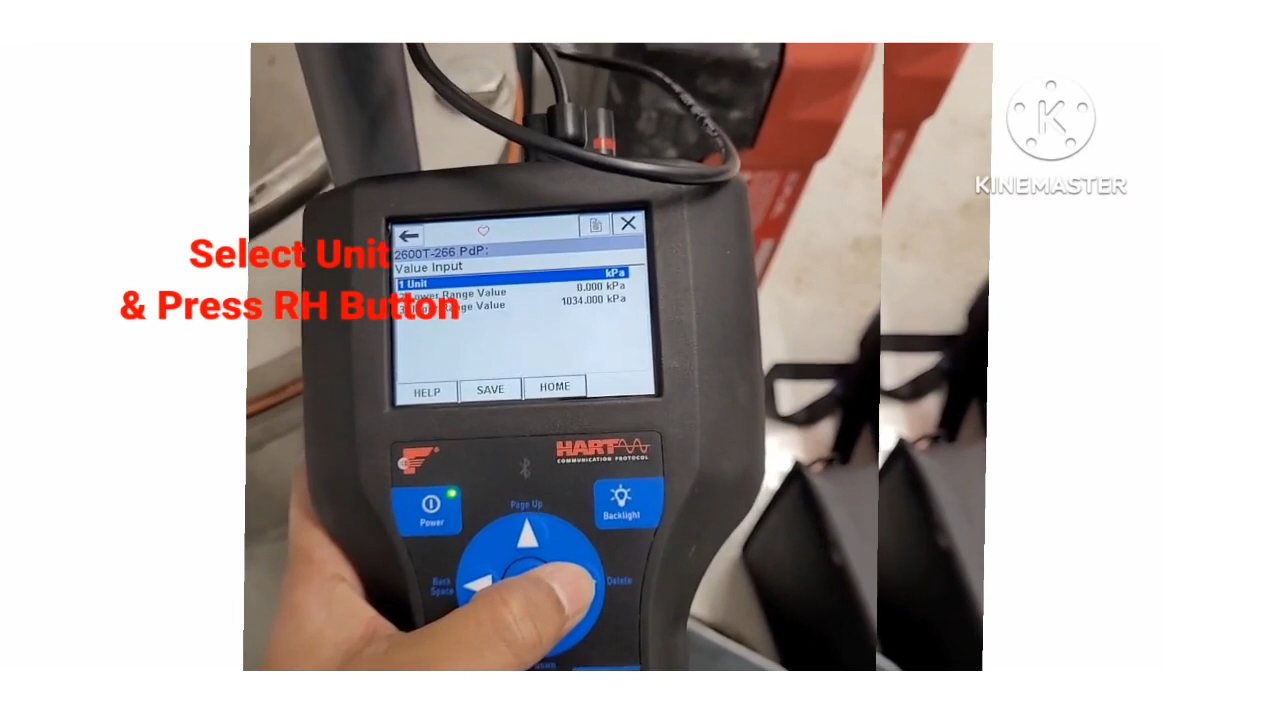 KINEMASTER
2600T-266 PdP:
Value Input
1 Unit kPa
Lower Range Value 0.000 kPa
Range Value 1034.000 kPa
Select Unit
& Press RH Button
HELP SAVE HOME
HART
COMMUNICATION PROTOCOL
Power
Page Up
Backlight
Back
Space
Delete